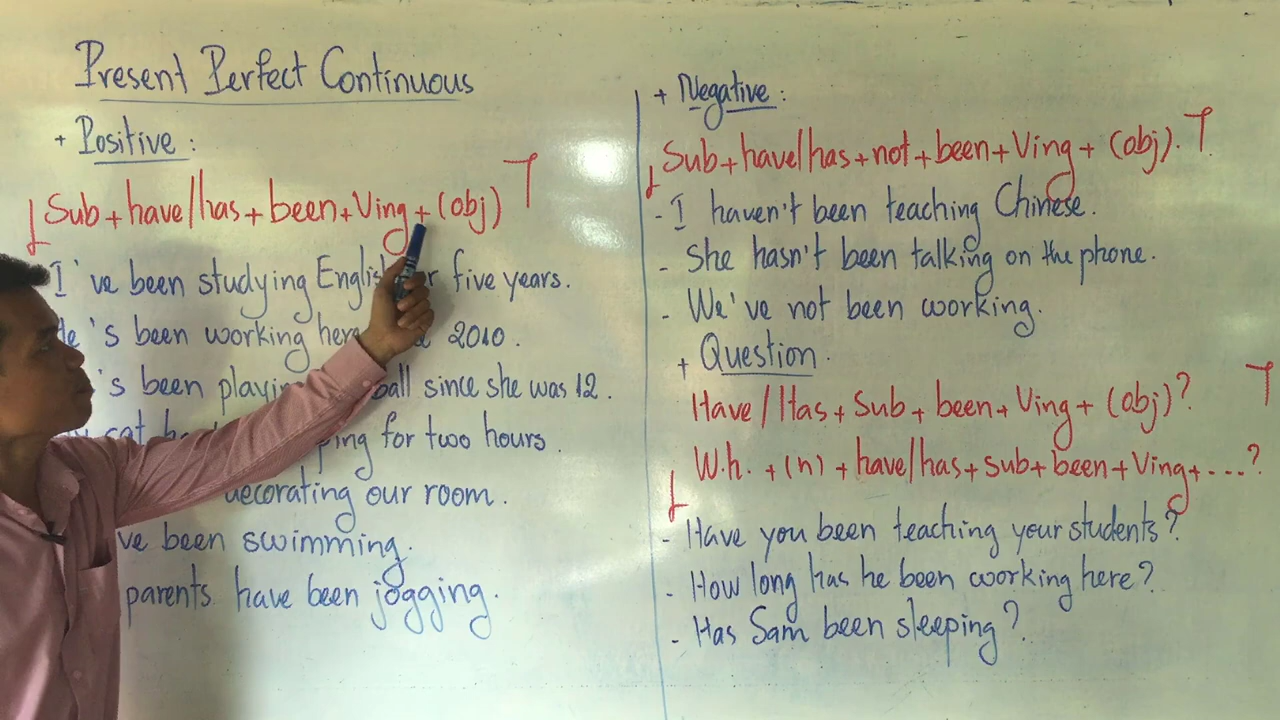 Present Perfect Continuous
+ Positive :
Sub + have/has + been + Ving + (obj)
I 've been studying English five years.
's been working here 2010.
's been playing since she was 12.
cat for two hours.
decorating our room.
've been swimming.
parents have been jogging.
+ Negative :
Sub + have/has + not + been + Ving + (obj).
- I haven't been teaching Chinese.
- She hasn't been talking on the phone.
- We've not been working.
+ Question.
Have/Has + Sub + been + Ving + (obj)?
W.h. + (n) + have/has + sub + been + Ving + ....?
- Have you been teaching your students?
- How long has he been working here?
- Has Sam been sleeping?